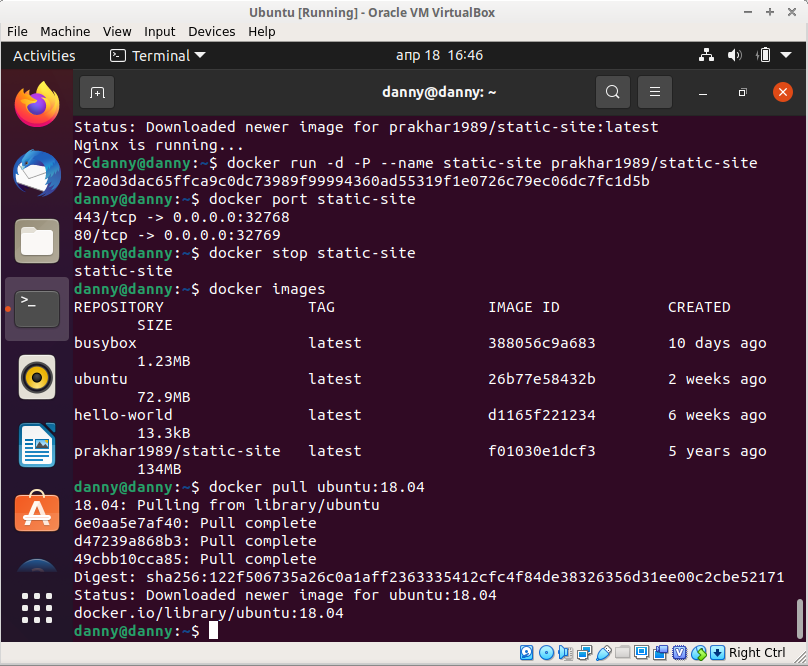 Ubuntu [Running] - Oracle VM VirtualBox
File Machine View Input Devices Help
Activities Terminal апр 18 16:46
danny@danny: ~
Status: Downloaded newer image for prakhar1989/static-site:latest
Nginx is running...
^Cdanny@danny:~$ docker run -d -P --name static-site prakhar1989/static-site
72a0d3dac65ffca9c0dc73989f99994360ad55319f1e0726c79ec06dc7fc1d5b
danny@danny:~$ docker port static-site
443/tcp -> 0.0.0.0:32768
80/tcp -> 0.0.0.0:32769
danny@danny:~$ docker stop static-site
static-site
danny@danny:~$ docker images
REPOSITORY TAG IMAGE ID CREATED
SIZE
busybox latest 388056c9a683 10 days ago
1.23MB
ubuntu latest 26b77e58432b 2 weeks ago
72.9MB
hello-world latest d1165f221234 6 weeks ago
13.3kB
prakhar1989/static-site latest f01030e1dcf3 5 years ago
134MB
danny@danny:~$ docker pull ubuntu:18.04
18.04: Pulling from library/ubuntu
6e0aa5e7af40: Pull complete
d47239a868b3: Pull complete
49cbb10cca85: Pull complete
Digest: sha256:122f506735a26c0a1aff2363335412cfc4f84de38326356d31ee00c2cbe52171
Status: Downloaded newer image for ubuntu:18.04
docker.io/library/ubuntu:18.04
danny@danny:~$
Right Ctrl